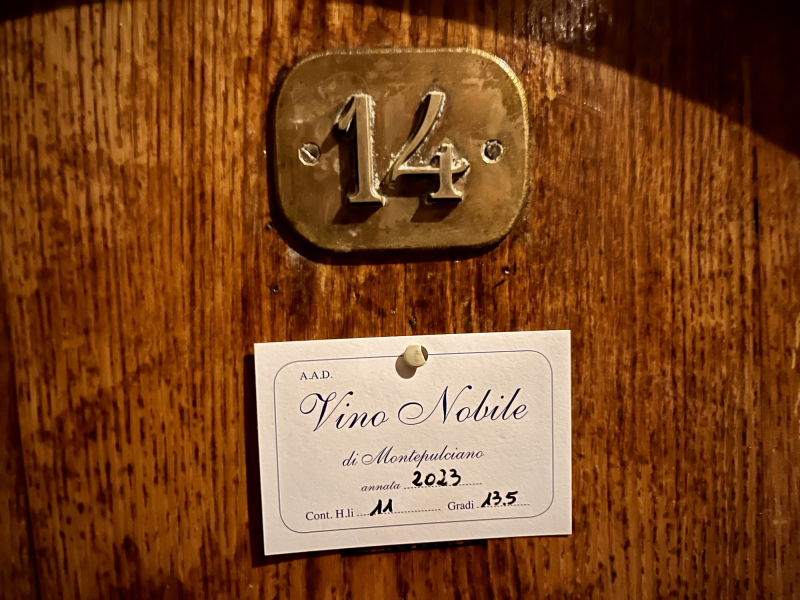 14
A.A.D.
Vino Nobile
di Montepulciano
annata 2023
Cont. H.li 11 Gradi 13.5